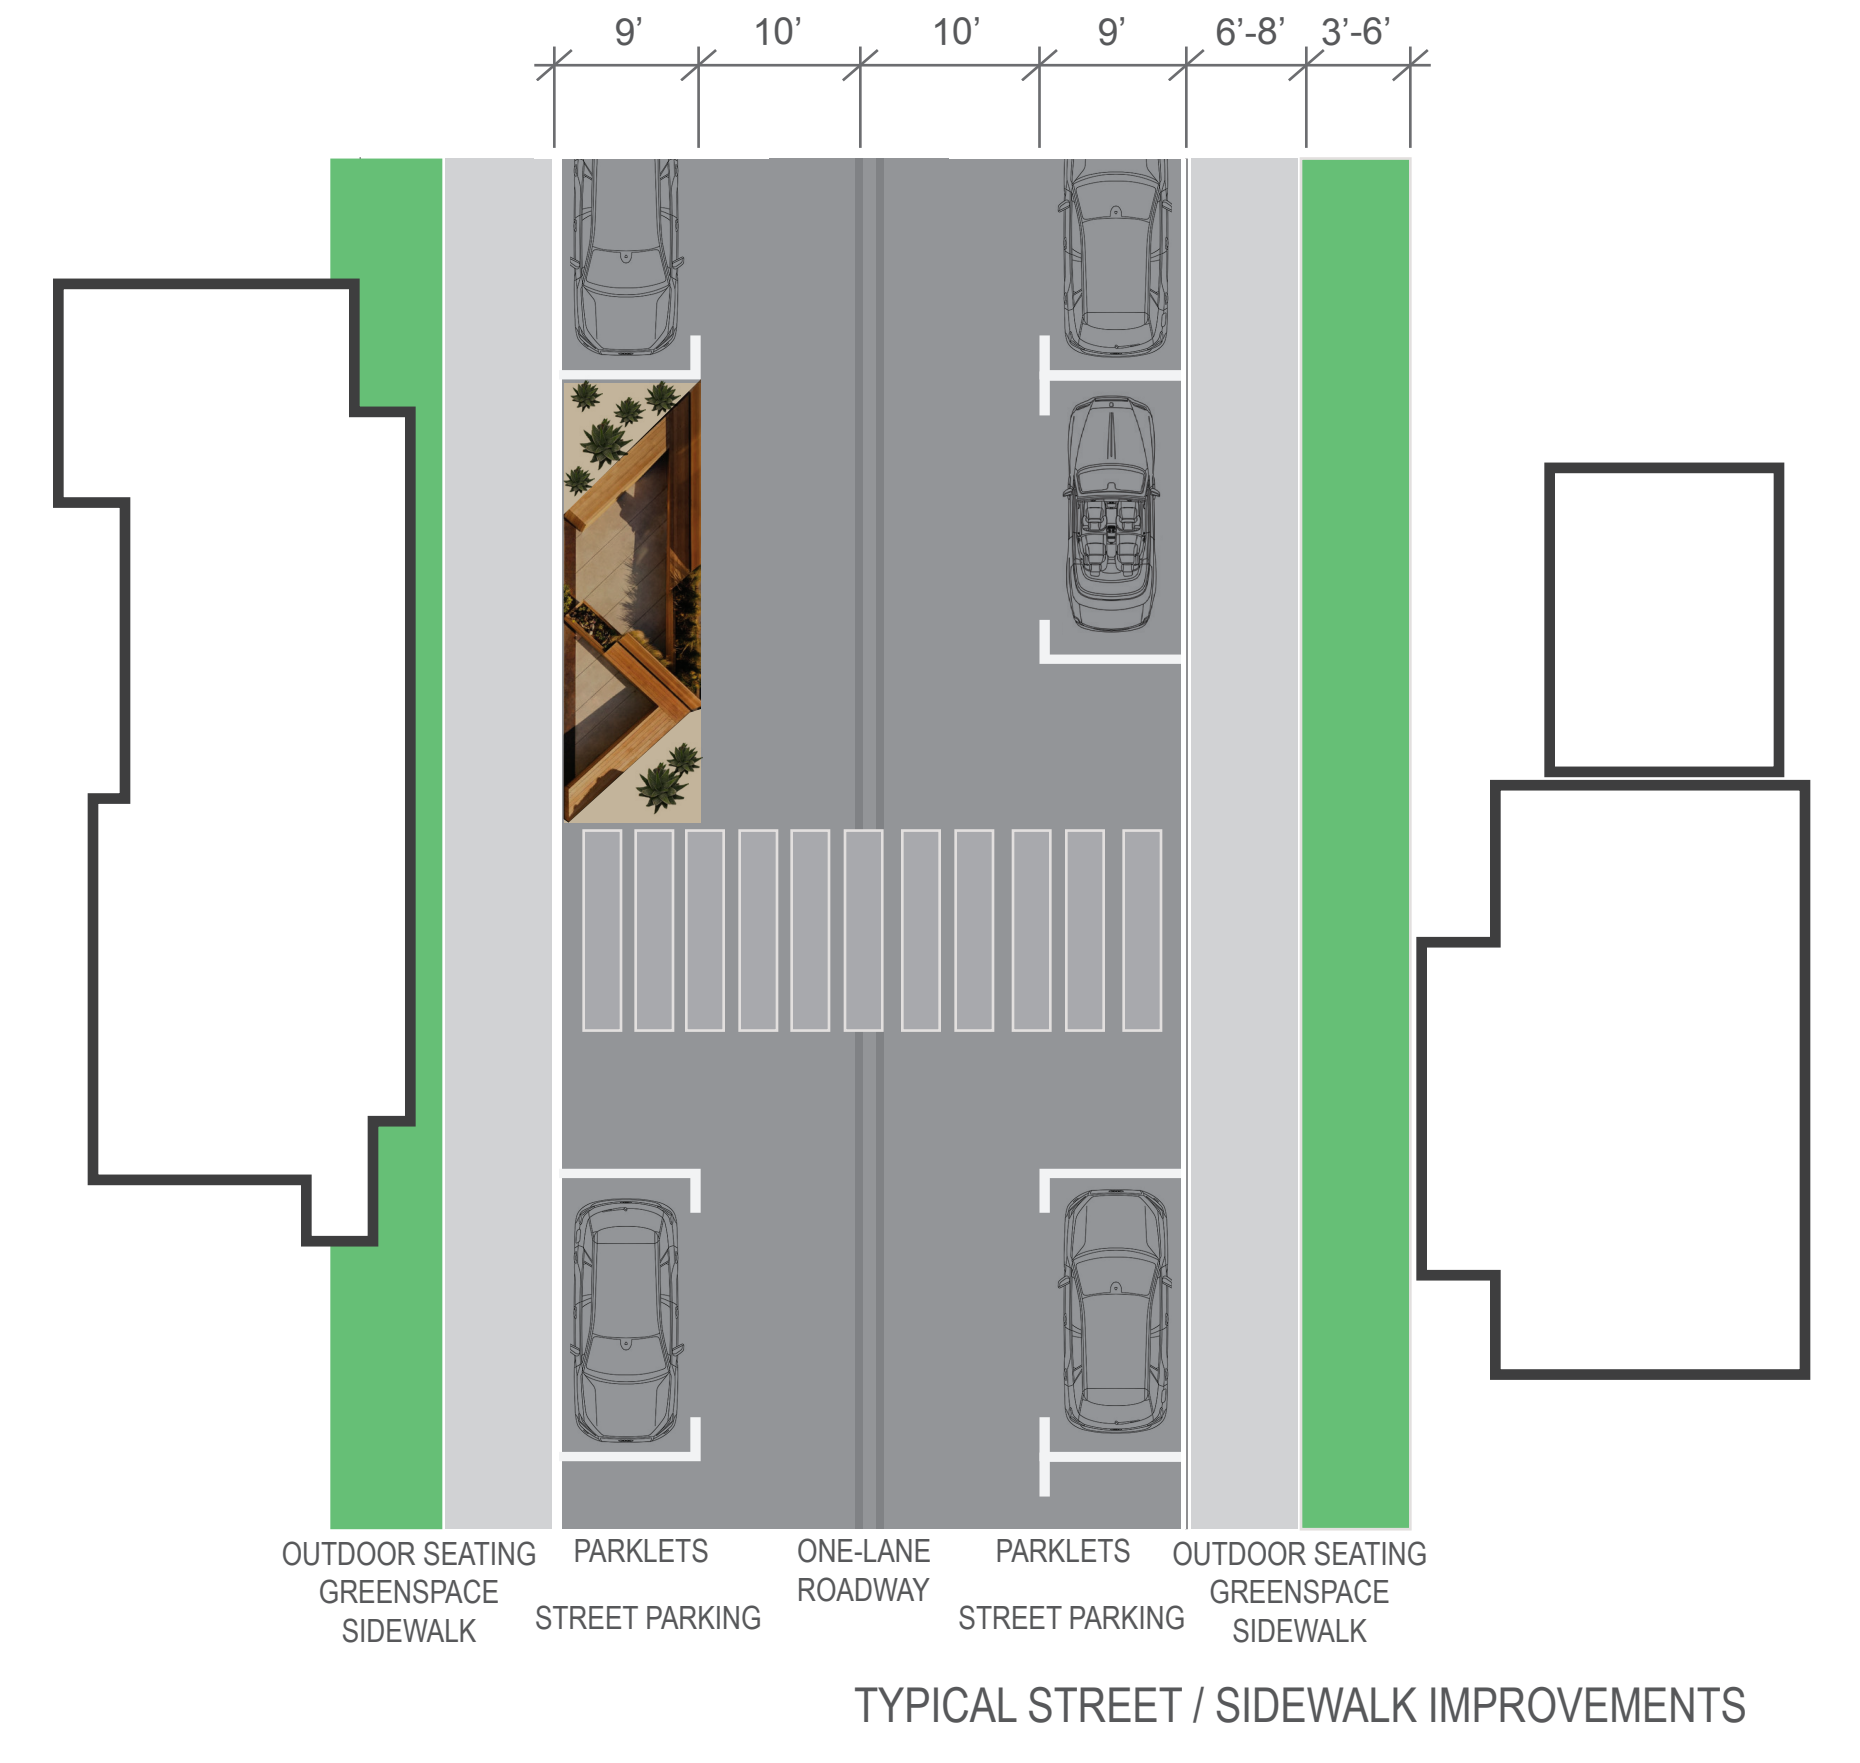 9’ 10’ 10’ 9’ 6’-8’ 3’-6’
OUTDOOR SEATING
GREENSPACE
SIDEWALK
PARKLETS
STREET PARKING
ONE-LANE
ROADWAY
PARKLETS
STREET PARKING
OUTDOOR SEATING
GREENSPACE
SIDEWALK
TYPICAL STREET / SIDEWALK IMPROVEMENTS